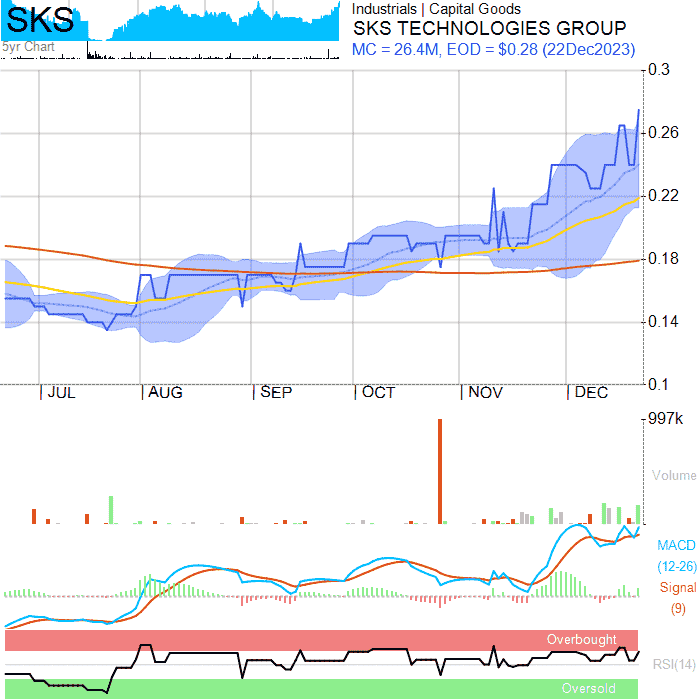 SKS
5yr Chart
Industrials | Capital Goods
SKS TECHNOLOGIES GROUP
MC = 26.4M, EOD = $0.28 (22Dec2023)
0.3
0.26
0.22
0.18
0.14
0.1
JUL AUG SEP OCT NOV DEC
997k
Volume
MACD
(12-26)
Signal
(9)
Overbought
RSI(14)
Oversold